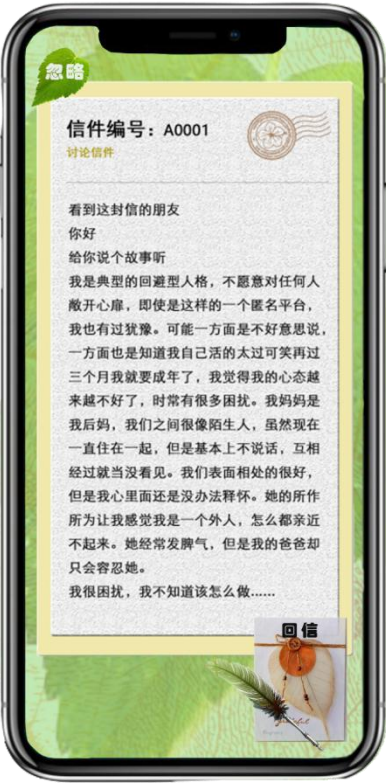 忽略
信件编号：A0001
讨论信件
看到这封信的朋友
你好
给你说个故事听
我是典型的回避型人格，不愿意对任何人
敞开心扉，即使是这样的一个匿名平台，
我也有过犹豫。可能一方面是不好意思说，
一方面也是知道我自己活的太过可笑再过
三个月我就要成年了，我觉得我的心态越
来越不好了，时常有很多困扰。我妈妈是
我后妈，我们之间很像陌生人，虽然现在
一直住在一起，但是基本上不说话，互相
经过就当没看见。我们表面相处的很好，
但是我心里面还是没办法释怀。她的所作
所为让我感觉我是一个外人，怎么都亲近
不起来。她经常发脾气，但是我的爸爸却
只会容忍她。
我很困扰，我不知道该怎么做……
回信